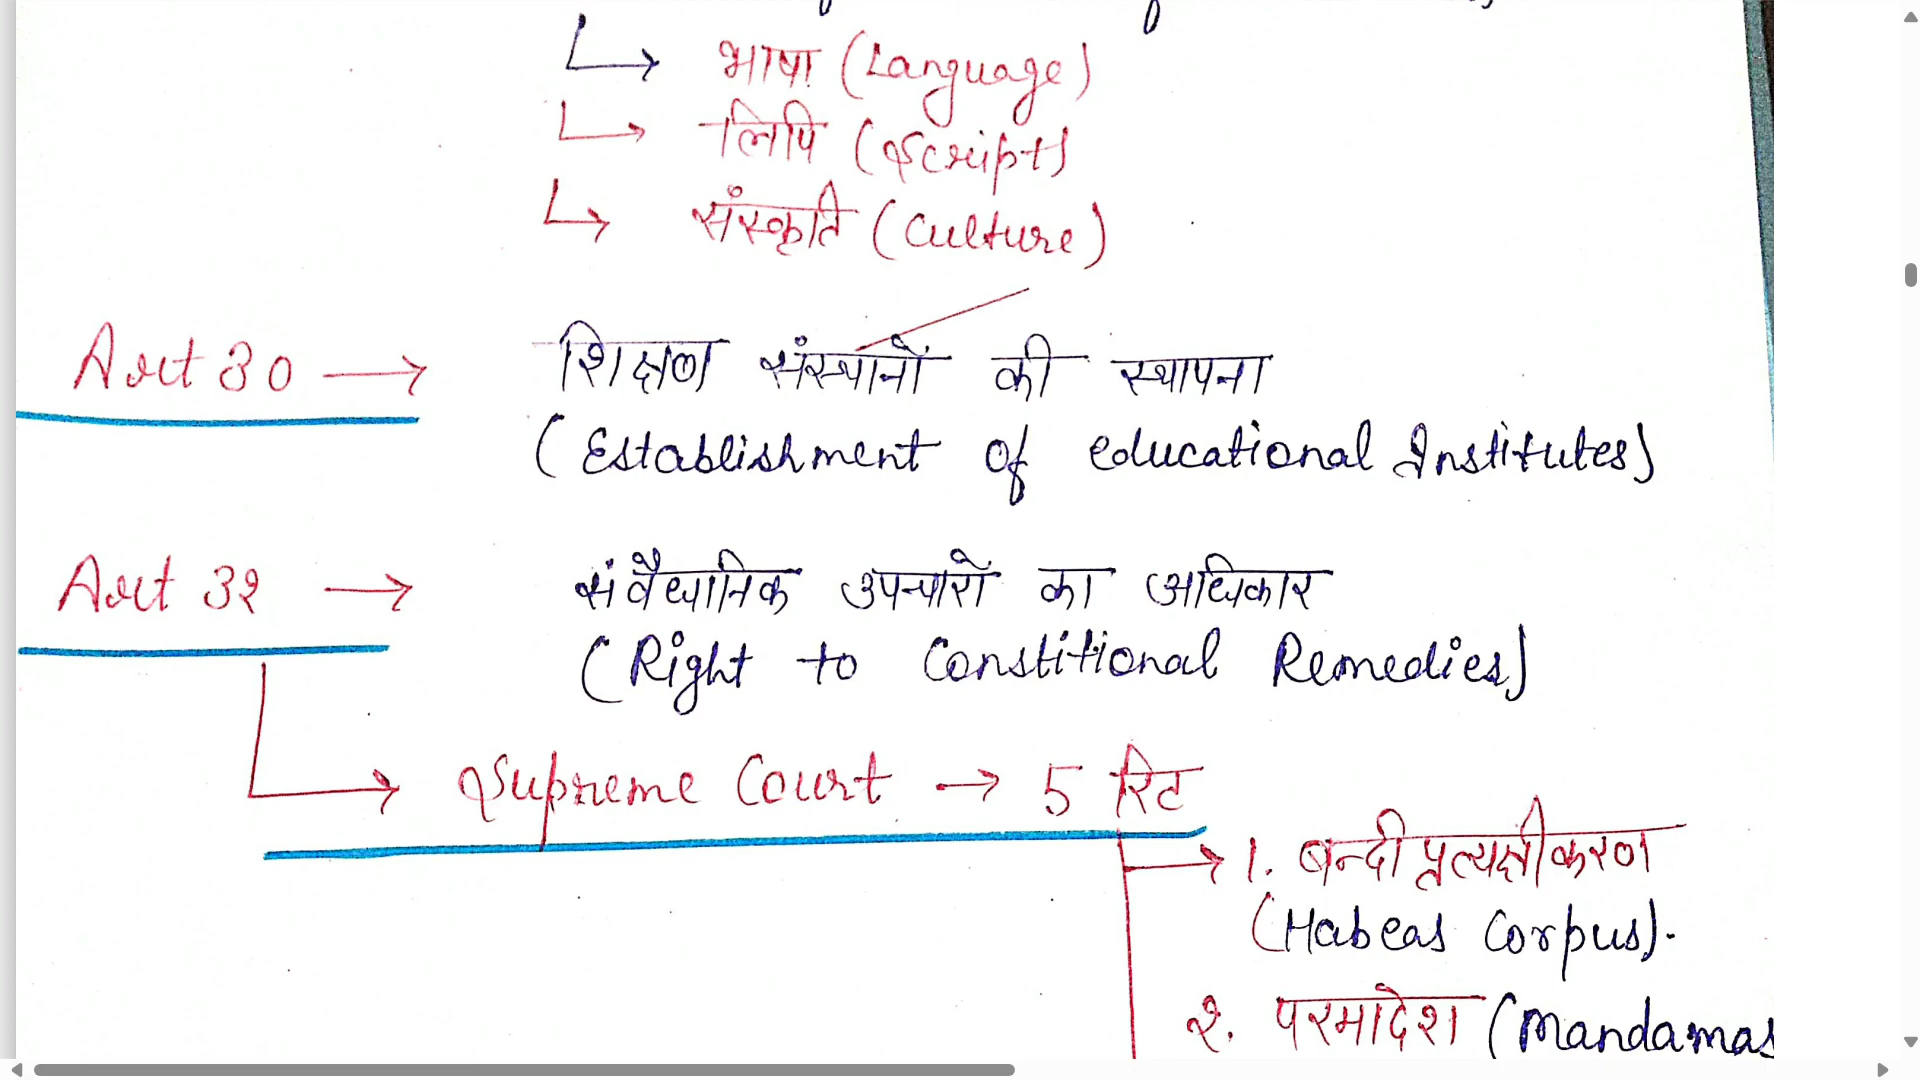 भाषा (Language)
लिपि (Script)
संस्कृति (Culture)
Art 30 → शिक्षण संस्थानों की स्थापना
(Establishment of educational Institutes)
Art 32 → संवैधानिक उपचारों का अधिकार
(Right to Constitional Remedies)
Supreme Court → 5 रिट
1. बन्दी प्रत्यक्षीकरण
(Habeas Corpus).
2. परमादेश (Mandamas